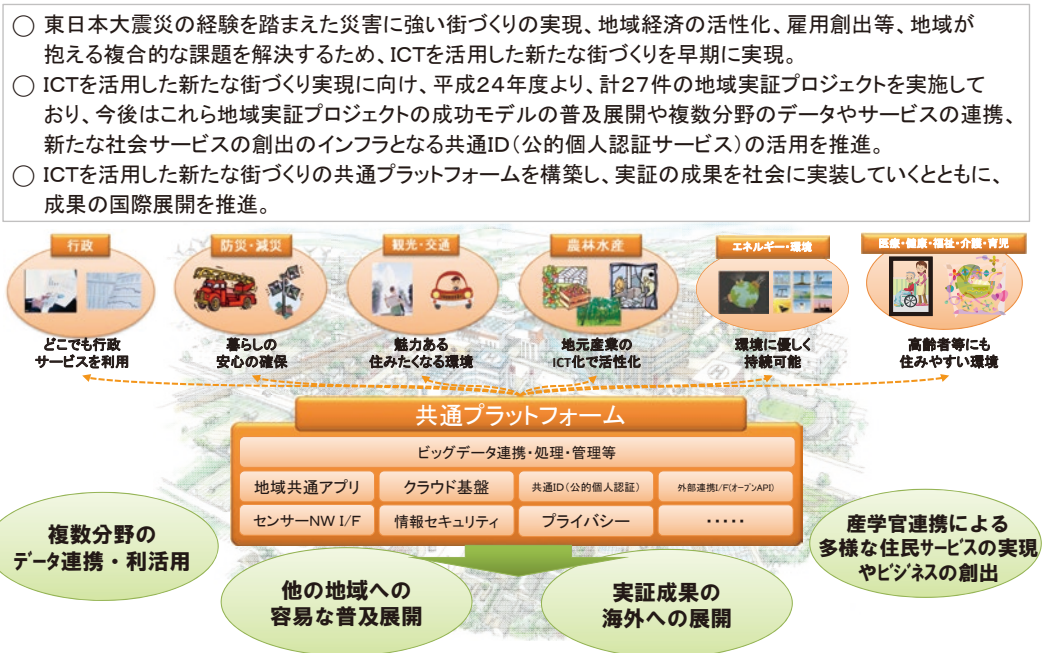 ○ 東日本大震災の経験を踏まえた災害に強い街づくりの実現、地域経済の活性化、雇用創出等、地域が
抱える複合的な課題を解決するため、ICTを活用した新たな街づくりを早期に実現。
○ ICTを活用した新たな街づくり実現に向け、平成24年度より、計27件の地域実証プロジェクトを実施して
おり、今後はこれら地域実証プロジェクトの成功モデルの普及展開や複数分野のデータやサービスの連携、
新たな社会サービスの創出のインフラとなる共通ID（公的個人認証サービス）の活用を推進。
○ ICTを活用した新たな街づくりの共通プラットフォームを構築し、実証の成果を社会に実装していくとともに、
成果の国際展開を推進。
行政
防災・減災
観光・交通
農林水産
エネルギー・環境
医療・健康・福祉・介護・育児
どこでも行政
サービスを利用
暮らしの
安心の確保
魅力ある
住みたくなる環境
地元産業の
ICT化で活性化
環境に優しく
持続可能
高齢者等にも
住みやすい環境
共通プラットフォーム
ビッグデータ連携・処理・管理等
地域共通アプリ
クラウド基盤
共通ID（公的個人認証）
外部連携I/F(オープンAPI)
センサーNW I/F
情報セキュリティ
プライバシー
・・・・・
複数分野の
データ連携・利活用
他の地域への
容易な普及展開
実証成果の
海外への展開
産学官連携による
多様な住民サービスの実現
やビジネスの創出